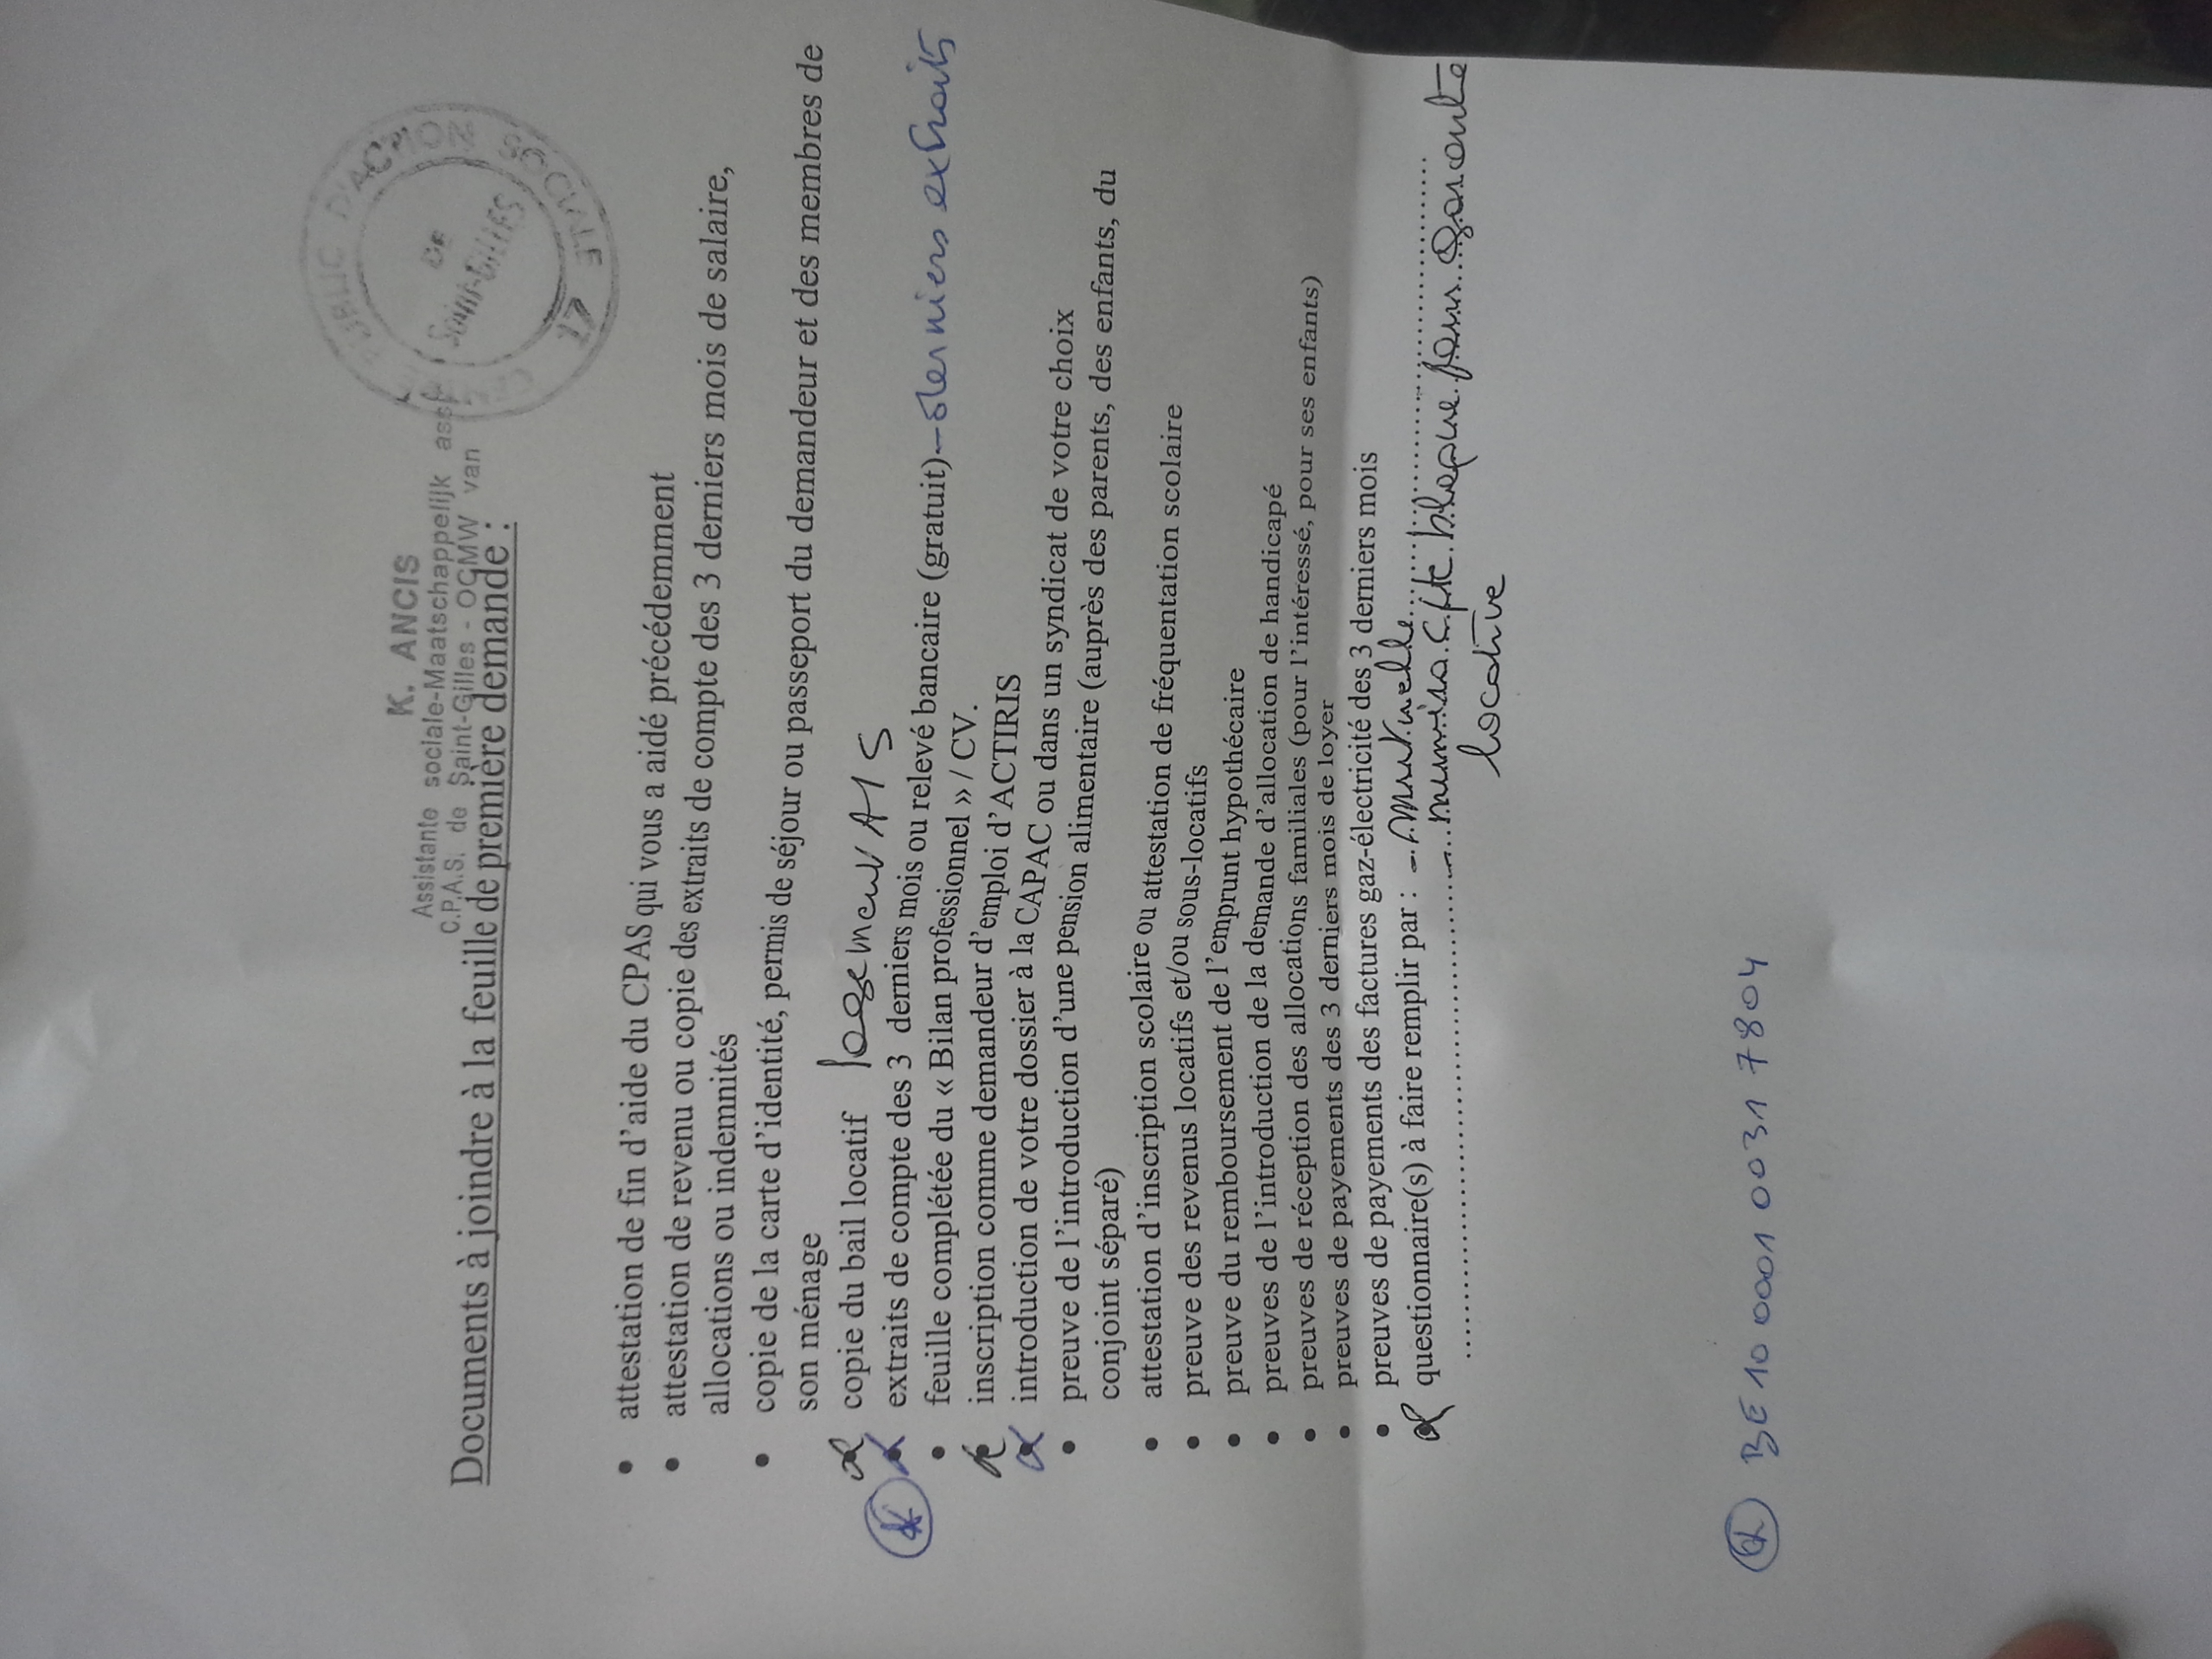 K. ANCIS
Assistante sociale-Maatschappelijk asst
C.P.A.S. de Saint-Gilles - OCMW van
CENTRE PUBLIC D'ACTION SOCIALE
DE
SAINT-GILLES
17
Documents à joindre à la feuille de première demande :
• attestation de fin d'aide du CPAS qui vous a aidé précédemment
• attestation de revenu ou copie des extraits de compte des 3 derniers mois de salaire,
allocations ou indemnités
• copie de la carte d'identité, permis de séjour ou passeport du demandeur et des membres de
son ménage
• copie du bail locatif logement AIS
• extraits de compte des 3 derniers mois ou relevé bancaire (gratuit) - derniers extraits
• feuille complétée du « Bilan professionnel » / CV.
• inscription comme demandeur d'emploi d'ACTIRIS
• introduction de votre dossier à la CAPAC ou dans un syndicat de votre choix
• preuve de l'introduction d'une pension alimentaire (auprès des parents, des enfants, du
conjoint séparé)
• attestation d'inscription scolaire ou attestation de fréquentation scolaire
• preuve des revenus locatifs et/ou sous-locatifs
• preuve du remboursement de l'emprunt hypothécaire
• preuves de l'introduction de la demande d'allocation de handicapé
• preuves de réception des allocations familiales (pour l'intéressé, pour ses enfants)
• preuves de payements des 3 derniers mois de loyer
• preuves de payements des factures gaz-électricité des 3 derniers mois
• questionnaire(s) à faire remplir par : - Mutuelle
- numéro cpte bloqué pour garantie
locative
BE 10 0001 0031 7804